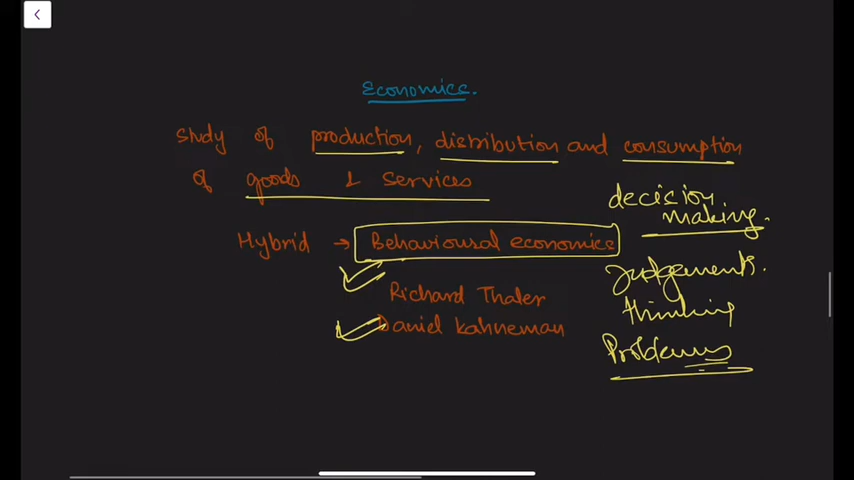 Economics.
Study of production, distribution and consumption
of goods & services
decision
making.
Hybrid → Behavioural economics
Judgements.
Richard Thaler
thinking
Daniel Kahneman
Problems